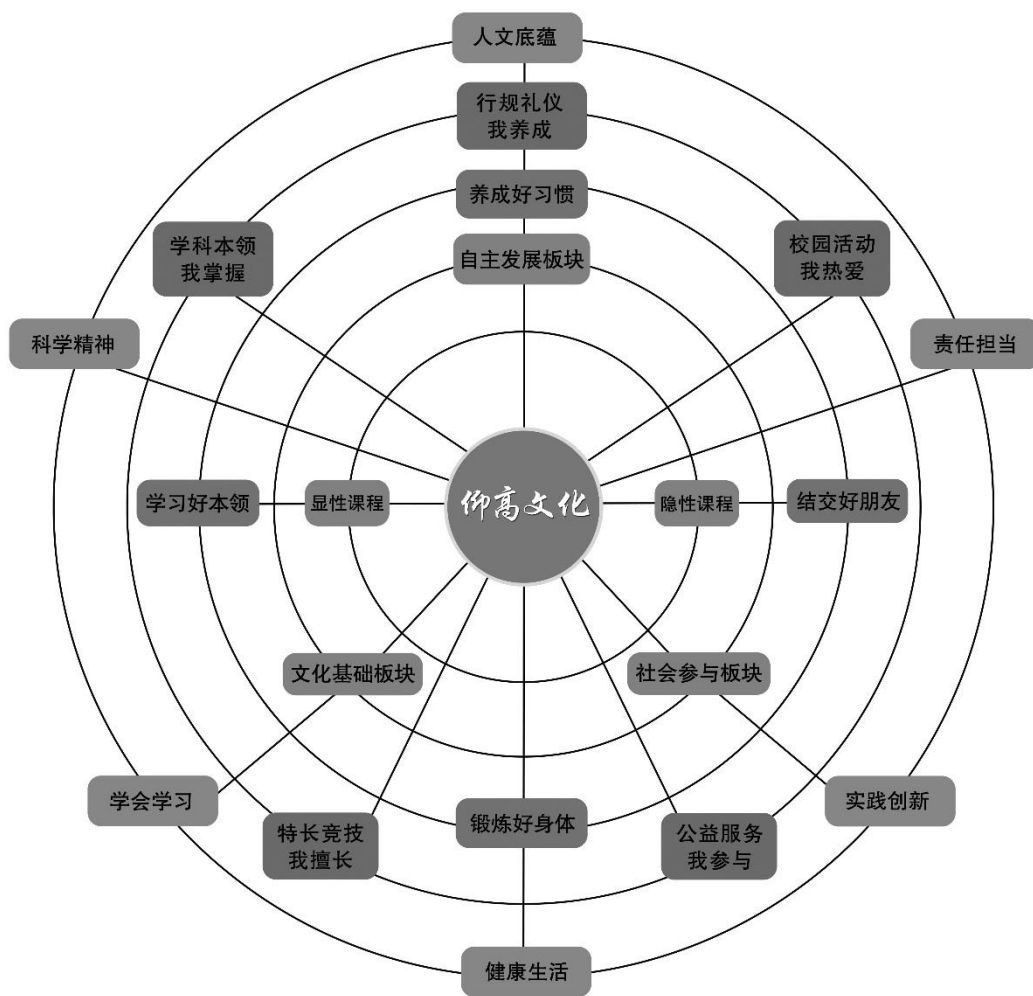 人文底蕴
行规礼仪
我养成
养成好习惯
自主发展板块
学科本领
我掌握
校园活动
我热爱
科学精神
责任担当
学习好本领
显性课程
仰高文化
隐性课程
结交好朋友
文化基础板块
社会参与板块
学会学习
实践创新
特长竞技
我擅长
锻炼好身体
公益服务
我参与
健康生活